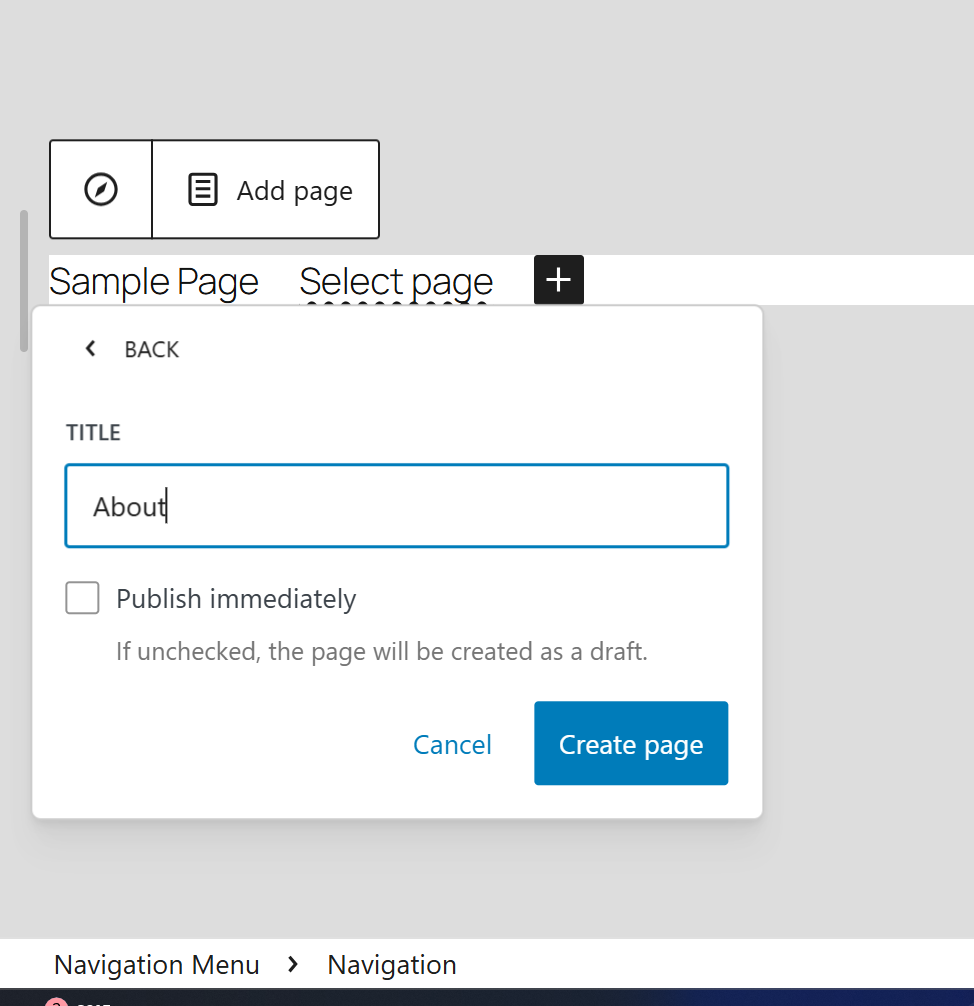 Add page
Sample Page Select page
BACK
TITLE
About
Publish immediately
If unchecked, the page will be created as a draft.
Cancel Create page
Navigation Menu Navigation